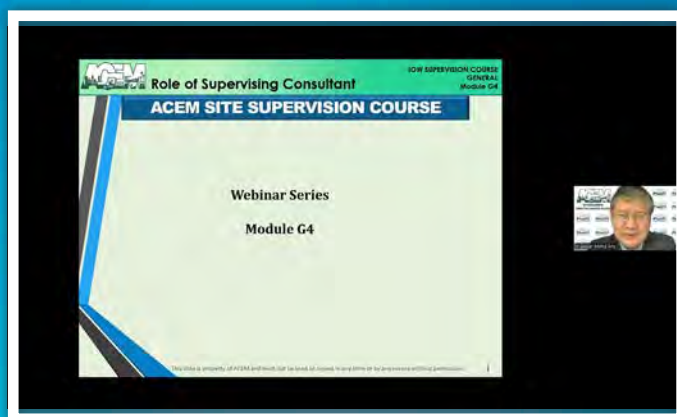 ACEM
Role of Supervising Consultant
IOW SUPERVISION COURSE
GENERAL
Module G4
ACEM SITE SUPERVISION COURSE
Webinar Series
Module G4